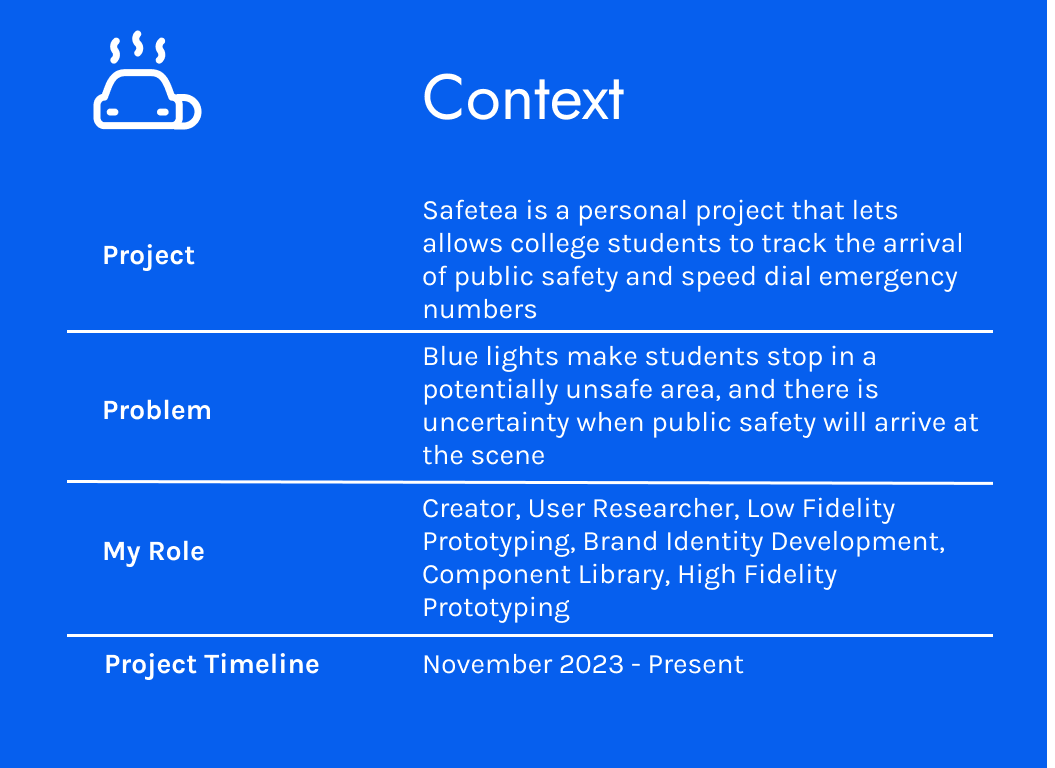 Context
Project
Safetea is a personal project that lets
allows college students to track the arrival
of public safety and speed dial emergency
numbers
Problem
Blue lights make students stop in a
potentially unsafe area, and there is
uncertainty when public safety will arrive at
the scene
My Role
Creator, User Researcher, Low Fidelity
Prototyping, Brand Identity Development,
Component Library, High Fidelity
Prototyping
Project Timeline
November 2023 - Present